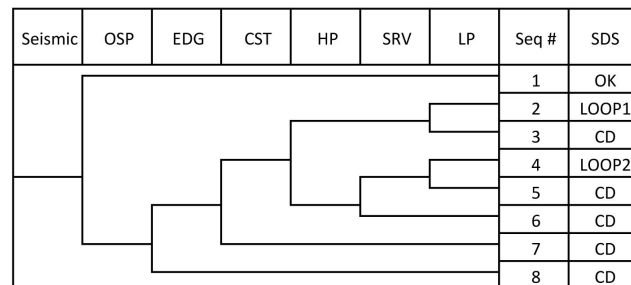 Seismic OSP EDG CST HP SRV LP Seq # SDS
1 OK
2 LOOP1
3 CD
4 LOOP2
5 CD
6 CD
7 CD
8 CD